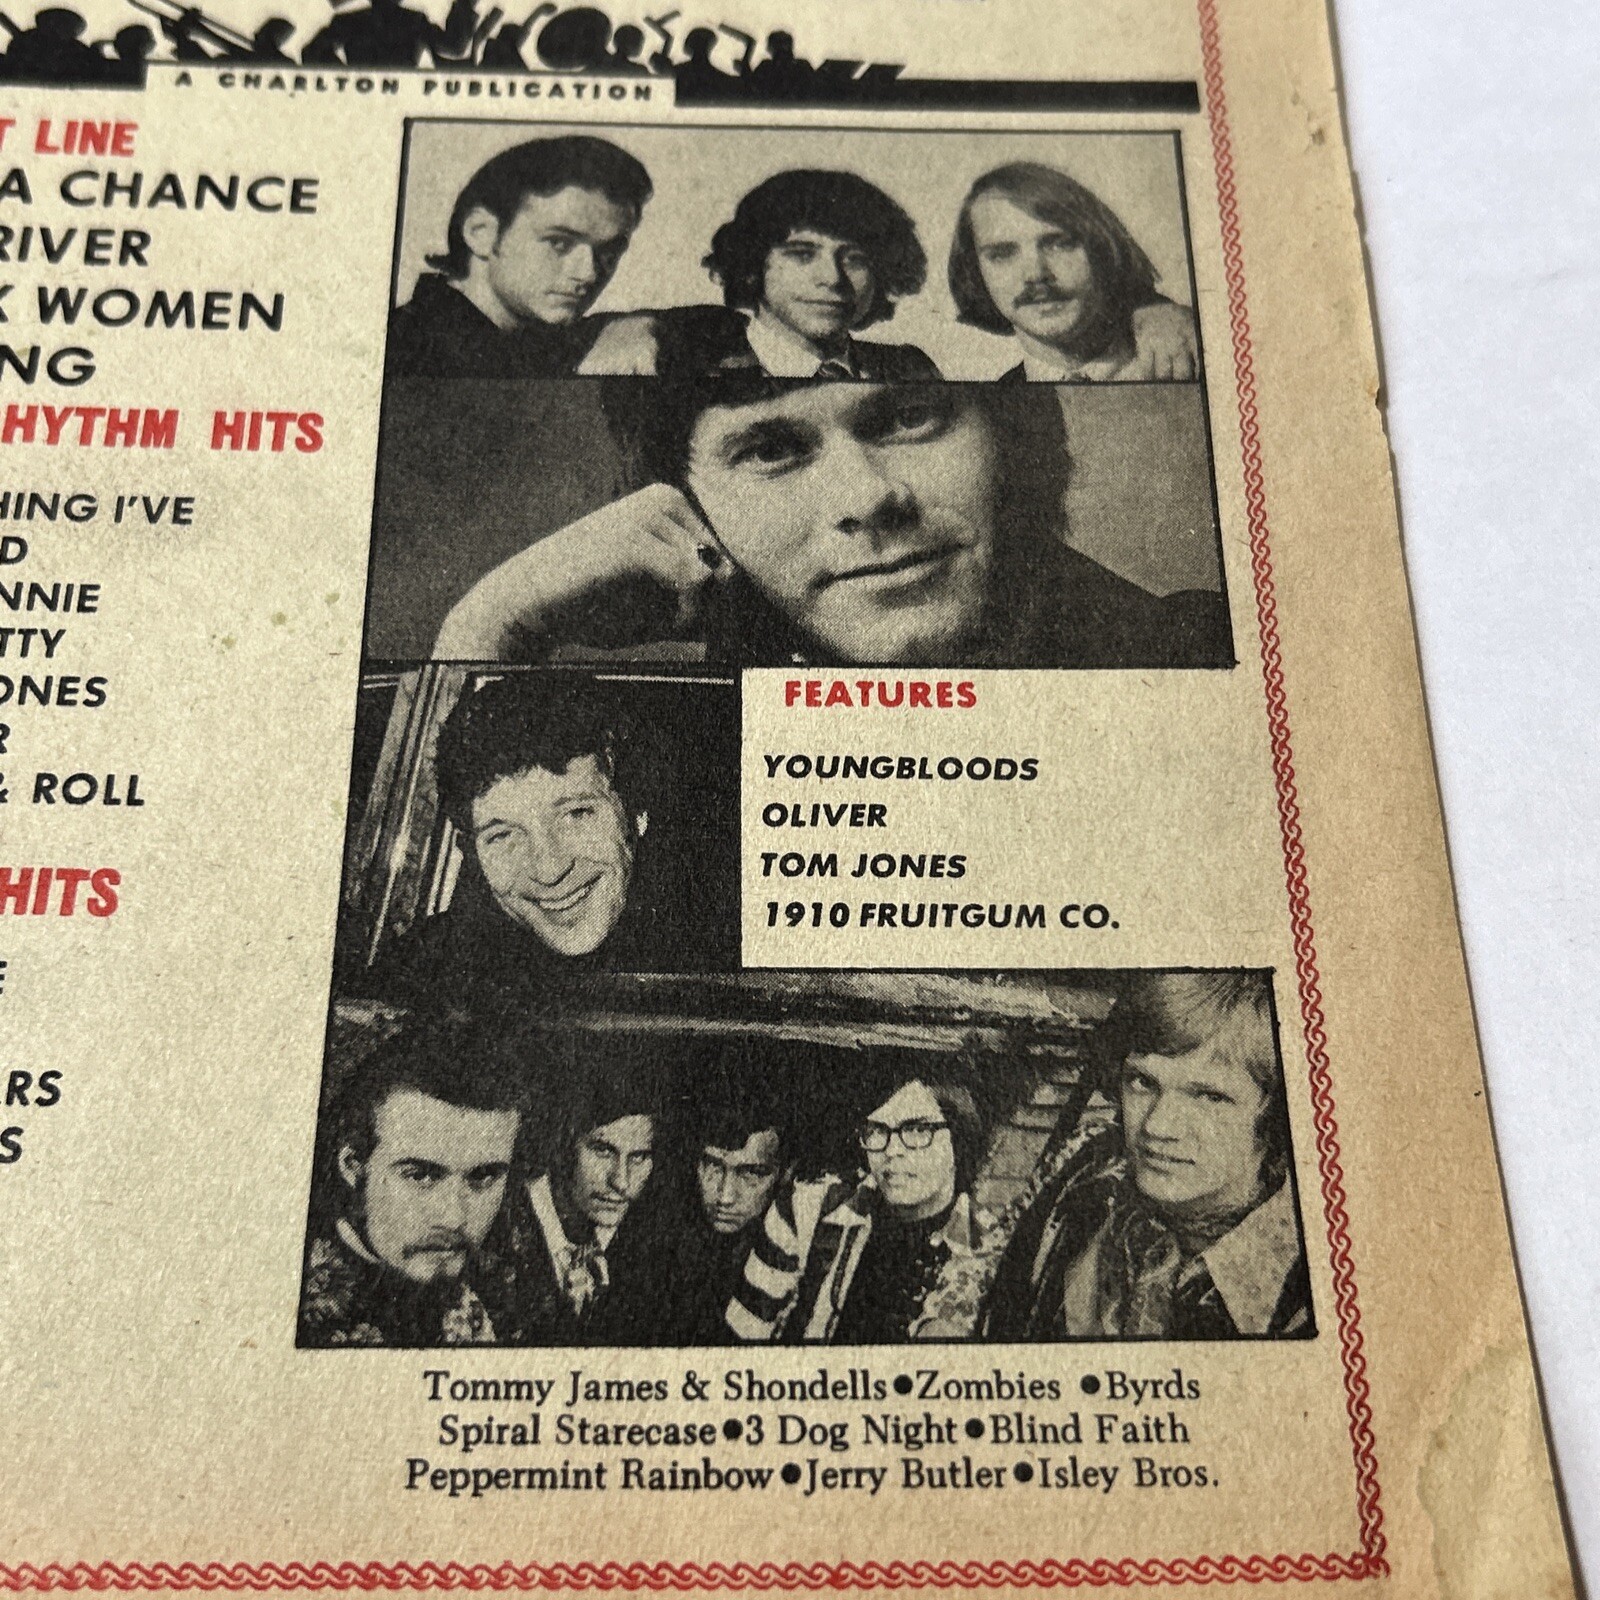 A CHARLTON PUBLICATION
LINE
A CHANCE
RIVER
WOMEN
NG
HYTHM HITS
HING I'VE
D
NNIE
TTY
ONES
R
& ROLL
HITS
E
RS
S
FEATURES
YOUNGBLOODS
OLIVER
TOM JONES
1910 FRUITGUM CO.
Tommy James & Shondells●Zombies ●Byrds
Spiral Starecase●3 Dog Night●Blind Faith
Peppermint Rainbow●Jerry Butler●Isley Bros.